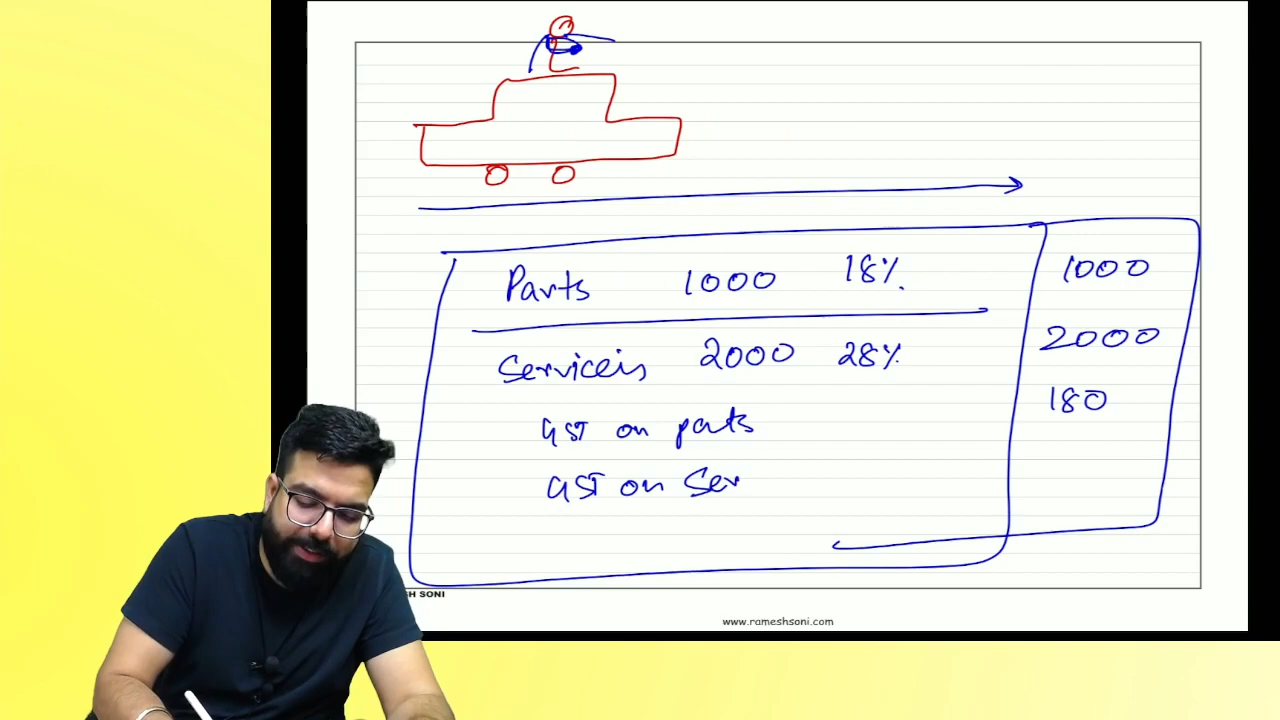 Parts 1000 18% 1000
Serviceis 2000 28% 2000
GST on parts 180
GST on Ser
SH SONI
www.rameshsoni.com